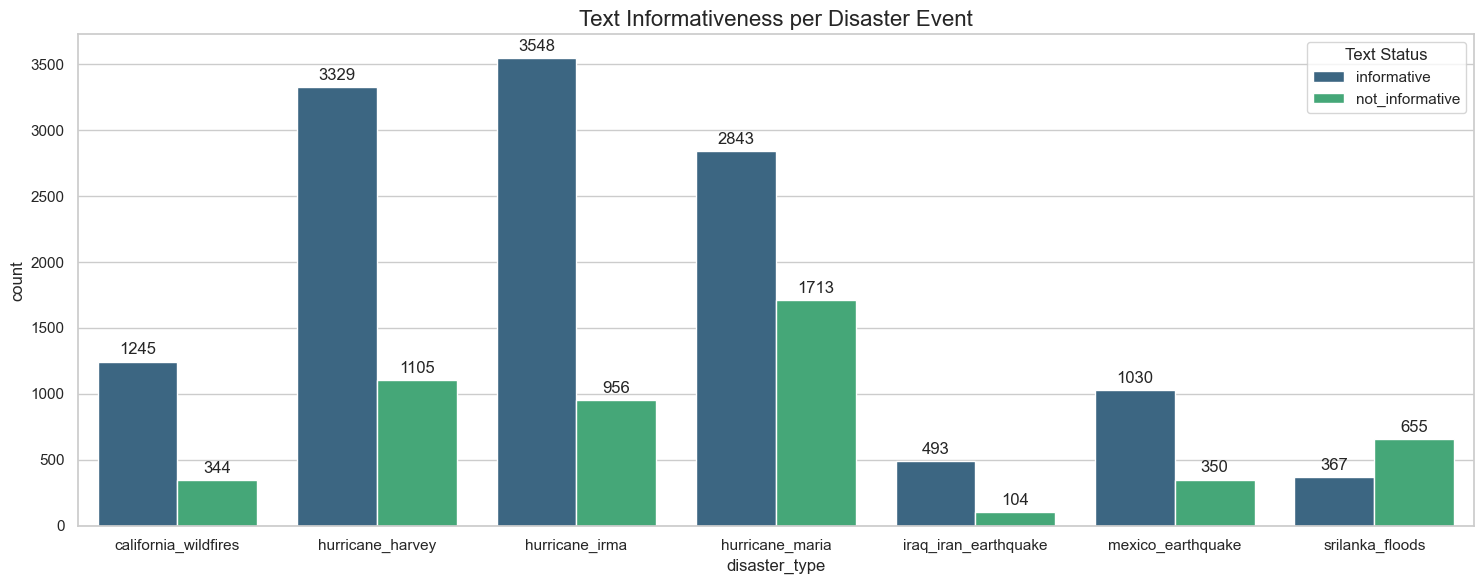 Text Informativeness per Disaster Event
Text Status
informative
not_informative
count
3500
3000
2500
2000
1500
1000
500
0
1245
344
3329
1105
3548
956
2843
1713
493
104
1030
350
367
655
california_wildfires
hurricane_harvey
hurricane_irma
hurricane_maria
iraq_iran_earthquake
mexico_earthquake
srilanka_floods
disaster_type